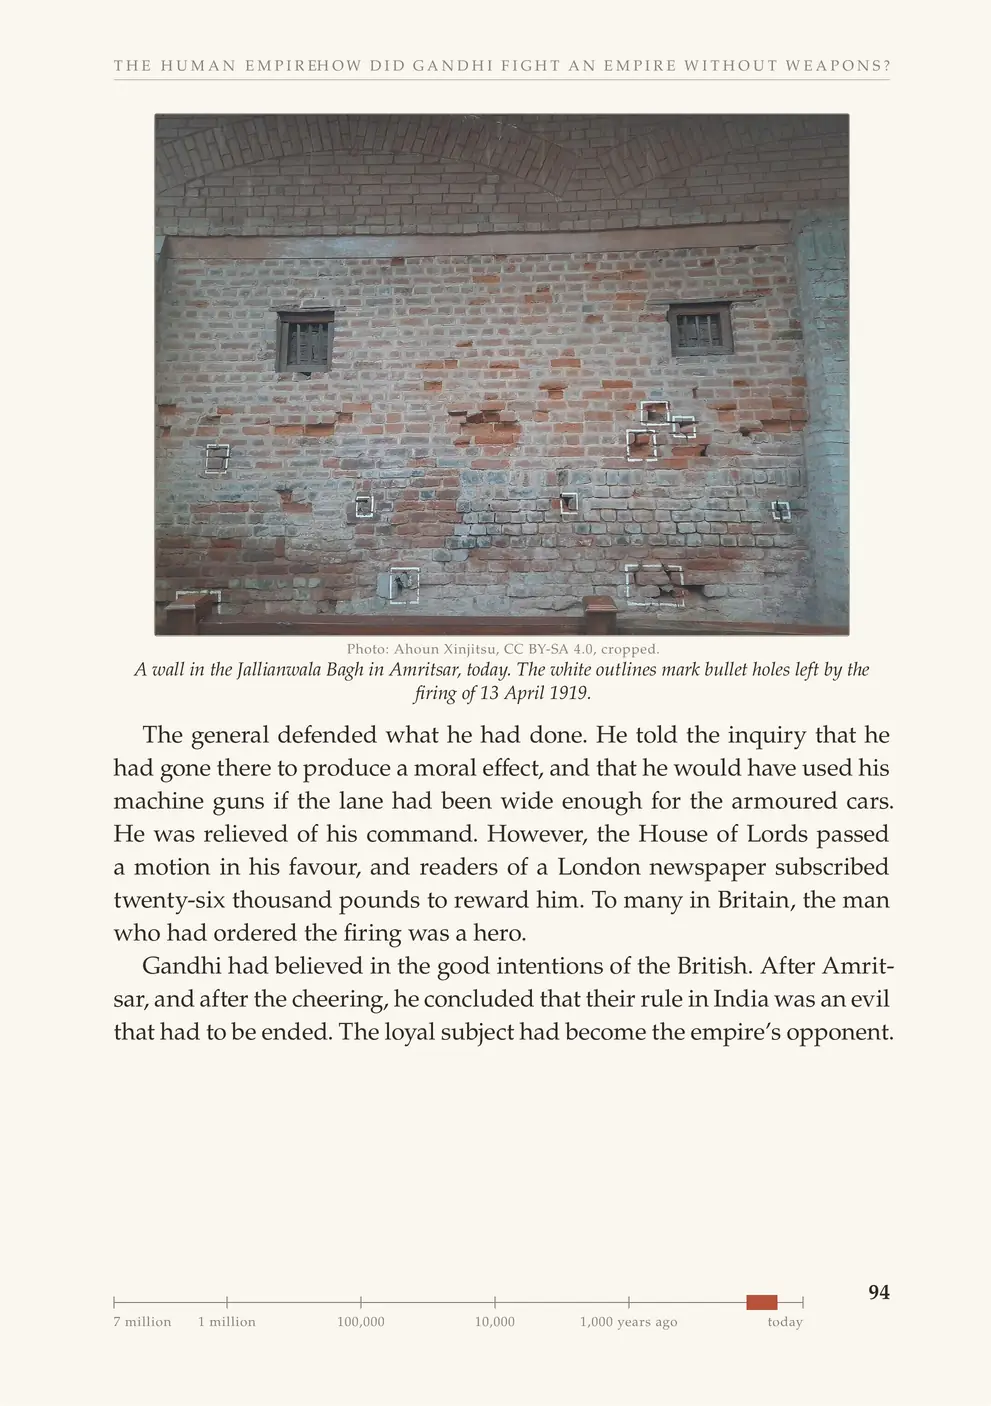 THE HUMAN EMPIREHOW DID GANDHI FIGHT AN EMPIRE WITHOUT WEAPONS?
Photo: Ahoun Xinjitsu, CC BY-SA 4.0, cropped.
A wall in the Jallianwala Bagh in Amritsar, today. The white outlines mark bullet holes left by the
firing of 13 April 1919.
The general defended what he had done. He told the inquiry that he
had gone there to produce a moral effect, and that he would have used his
machine guns if the lane had been wide enough for the armoured cars.
He was relieved of his command. However, the House of Lords passed
a motion in his favour, and readers of a London newspaper subscribed
twenty-six thousand pounds to reward him. To many in Britain, the man
who had ordered the firing was a hero.
Gandhi had believed in the good intentions of the British. After Amrit-
sar, and after the cheering, he concluded that their rule in India was an evil
that had to be ended. The loyal subject had become the empire’s opponent.
94
7 million 1 million 100,000 10,000 1,000 years ago today